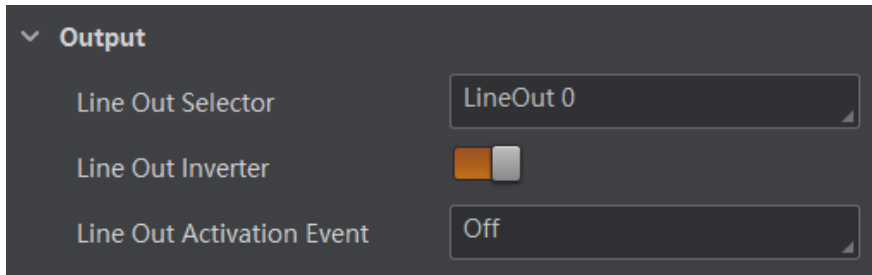 Output
Line Out Selector LineOut 0
Line Out Inverter
Line Out Activation Event Off